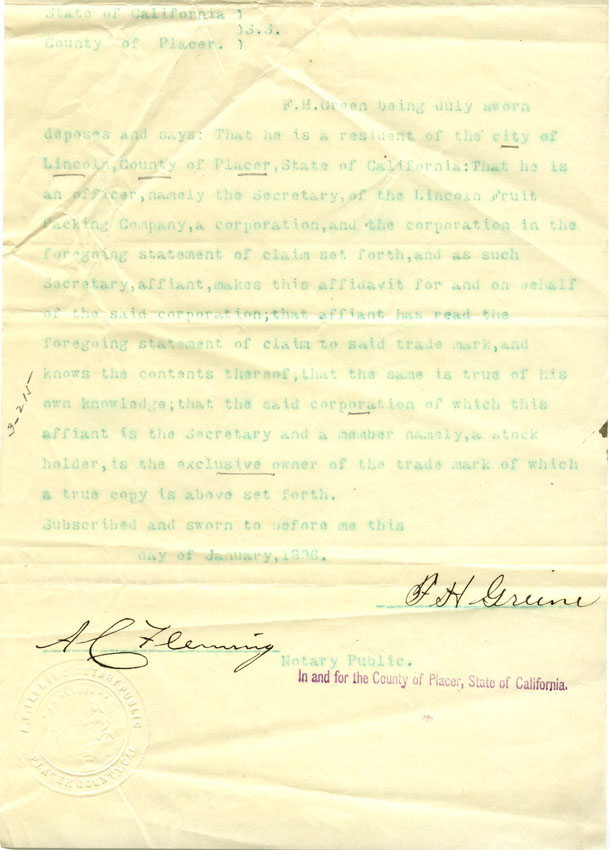 State of California )
)S.S.
County of Placer. )
F.H.Green being duly sworn
deposes and says: That he is a resident of the city of
Lincoln,County of Placer,State of California:That he is
an officer,namely the Secretary,of the Lincoln Fruit
Packing Company,a corporation,and the corporation in the
foregoing statement of claim set forth,and as such
Secretary,affiant,makes this affidavit for and on behalf
of the said corporation;that affiant has read the
foregoing statement of claim to said trade mark,and
knows the contents thereof,that the same is true of his
own knowledge;that the said corporation of which this
affiant is the Secretary and a member namely,a stock
holder,is the exclusive owner of the trade mark of which
a true copy is above set forth.
Subscribed and sworn to before me this
day of January,1896.
F H Greene
A C Fleming
Notary Public.
In and for the County of Placer, State of California.
NOTARY PUBLIC
PLACER COUNTY, CAL.